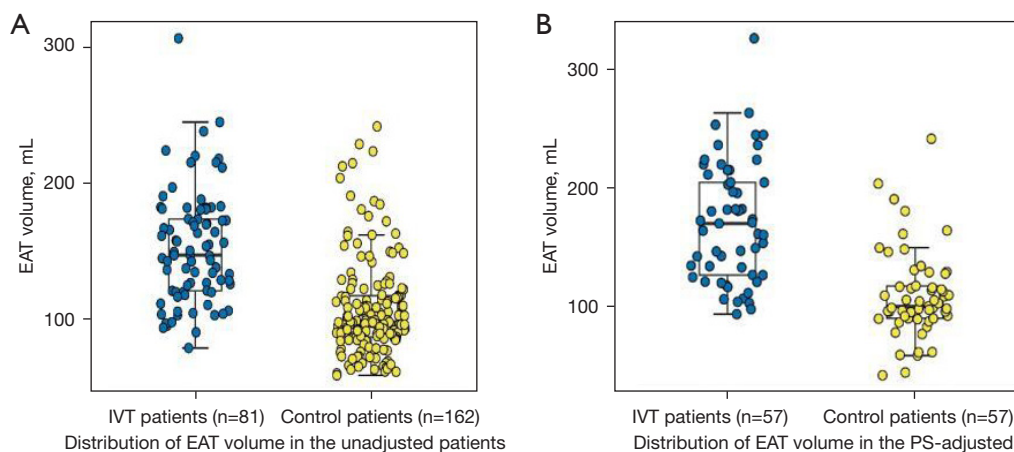 A
300
200
100
EAT volume, mL
IVT patients (n=81) Control patients (n=162)
Distribution of EAT volume in the unadjusted patients
B
300
200
100
EAT volume, mL
IVT patients (n=57) Control patients (n=57)
Distribution of EAT volume in the PS-adjusted